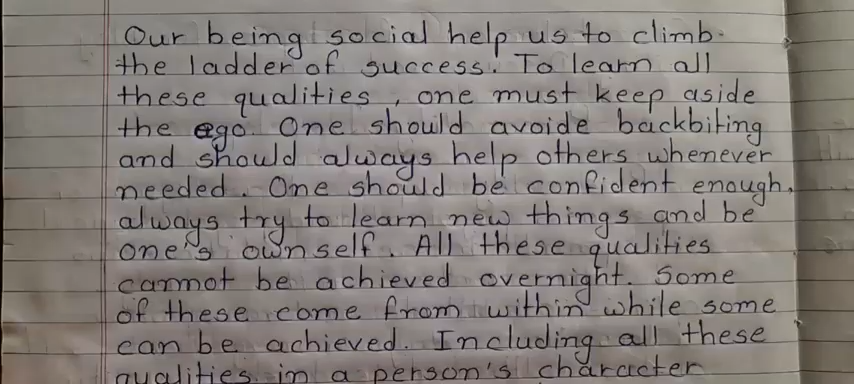 Our being social help us to climb
the ladder of success. To learn all
these qualities, one must keep aside
the ego. One should avoide backbiting
and should always help others whenever
needed. One should be confident enough,
always try to learn new things and be
one's own self. All these qualities
cannot be achieved overnight. Some
of these come from within while some
can be achieved. Including all these
qualities in a person's character